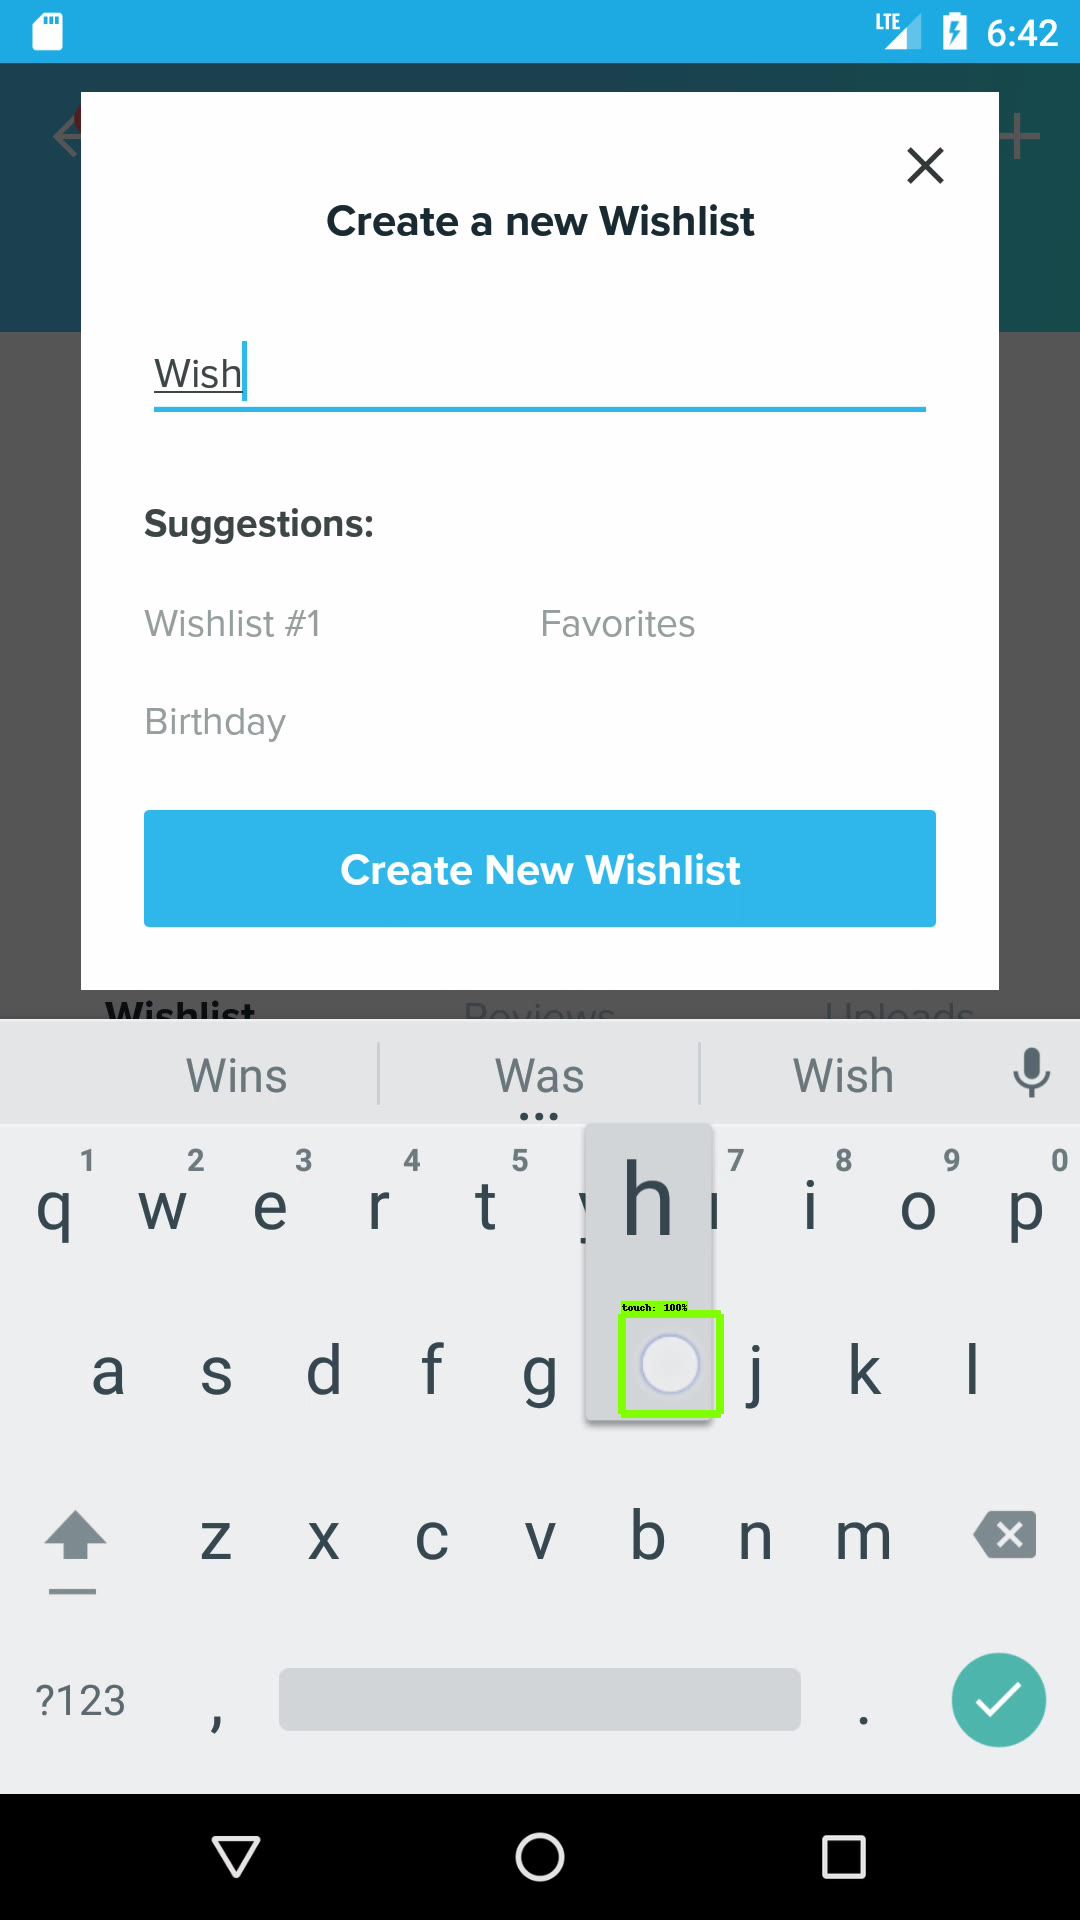 LTE 6:42
Create a new Wishlist
Wish
Suggestions:
Wishlist #1 Favorites
Birthday
Create New Wishlist
Wishlist Reviews Uploads
Wins Was Wish
1 2 3 4 5 7 8 9 0
q w e r t y h u i o p
touch: 100%
a s d f g j k l
z x c v b n m
?123 , .